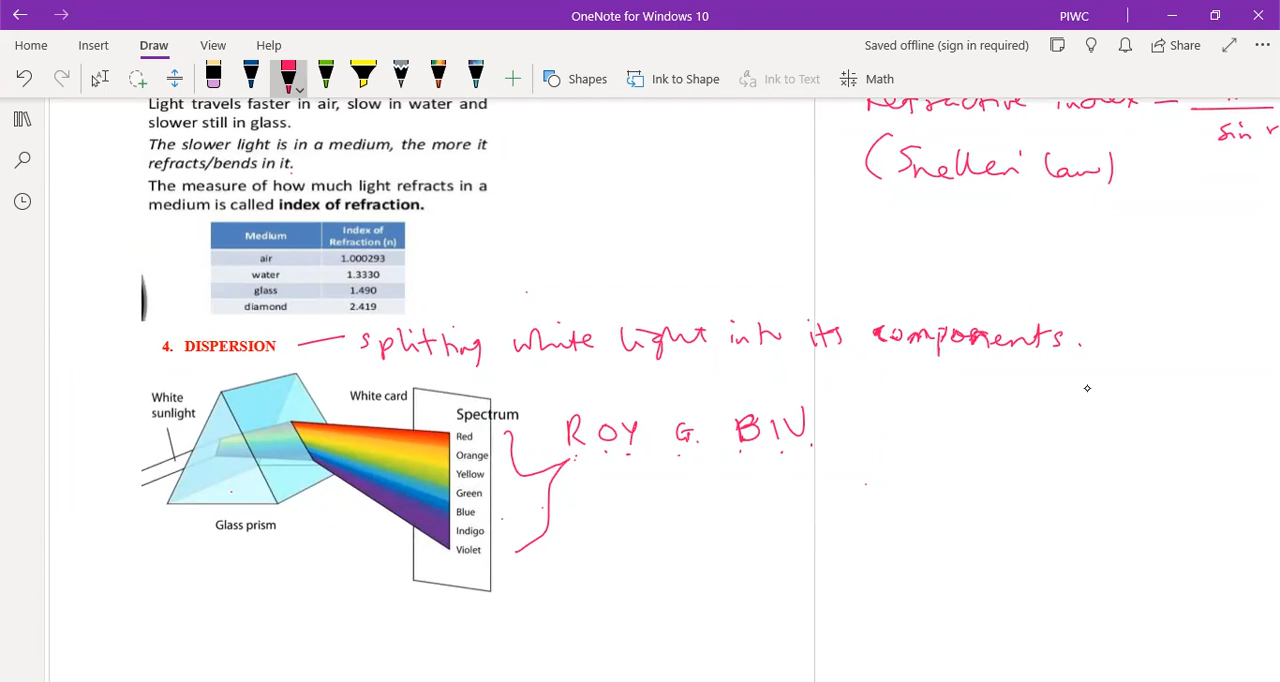 OneNote for Windows 10
PIWC
Home Insert Draw View Help
Saved offline (sign in required)
Share
Shapes
Ink to Shape
Ink to Text
Math
Light travels faster in air, slow in water and
slower still in glass.
The slower light is in a medium, the more it
refracts/bends in it.
The measure of how much light refracts in a
medium is called index of refraction.
Medium Index of
Refraction (n)
air 1.000293
water 1.3330
glass 1.490
diamond 2.419
Refractive index =
sin r
(Snellen' law)
4. DISPERSION — splitting white light into its components.
White
sunlight
White card
Spectrum
Red
Orange
Yellow
Green
Blue
Indigo
Violet
R O Y G. B I V
Glass prism